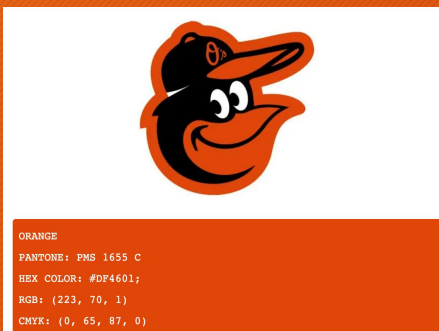 O's
ORANGE
PANTONE: PMS 1655 C
HEX COLOR: #DF4601;
RGB: (223, 70, 1)
CMYK: (0, 65, 87, 0)